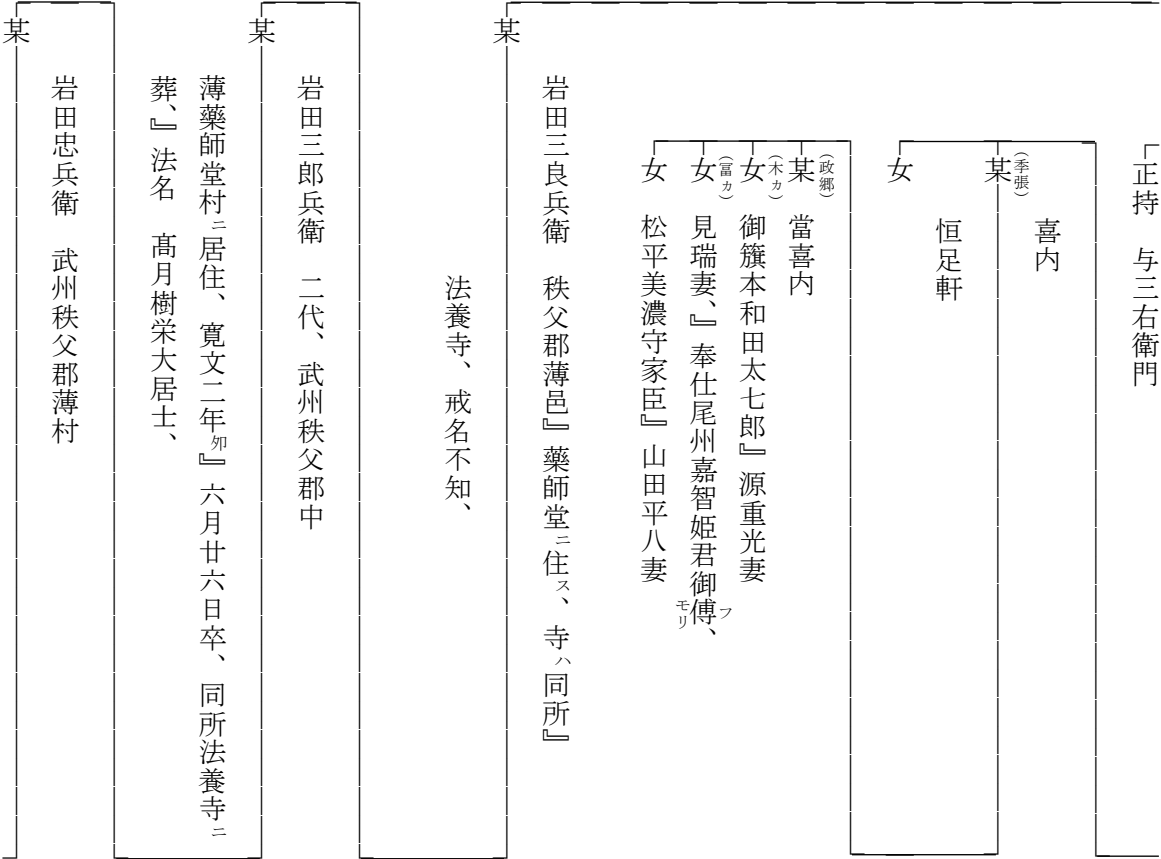 正持　与三右衛門
喜内
某（季張）
恒足軒
女
某（政郷）　當喜内
女（木カ）　御籏本和田太七郎』源重光妻
女（冨カ）　見瑞妻、』奉仕尾州嘉智姫君御傅フモリ、
女　松平美濃守家臣』山田平八妻
岩田三良兵衛　秩父郡薄邑』藥師堂ニ住ス、寺ハ同所』
某
法養寺、戒名不知、
岩田三郎兵衛　二代、武州秩父郡中
某
薄藥師堂村ニ居住、寛文二年夘』六月廿六日卒、同所法養寺ニ
葬、』法名　髙月樹栄大居士、
岩田忠兵衛　武州秩父郡薄村
某